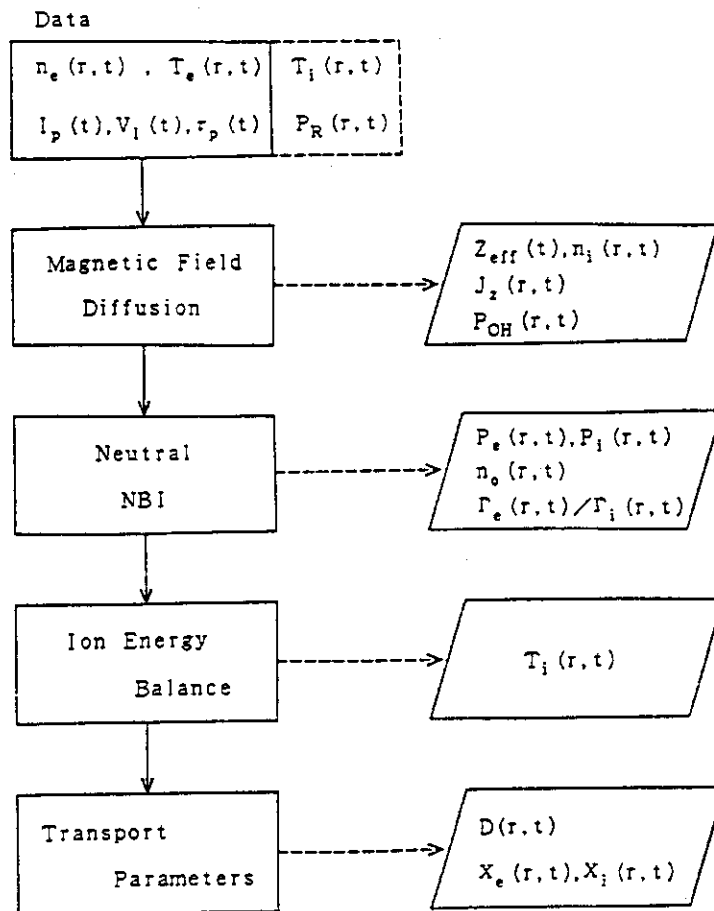 Data
n_e(r,t) , T_e(r,t) T_i(r,t)
I_p(t),V_l(t),τ_p(t) P_R(r,t)
Magnetic Field
Diffusion
Z_eff(t),n_i(r,t)
J_z(r,t)
P_OH(r,t)
Neutral
NBI
P_e(r,t),P_i(r,t)
n_o(r,t)
Γ_e(r,t)/Γ_i(r,t)
Ion Energy
Balance
T_i(r,t)
Transport
Parameters
D(r,t)
X_e(r,t),X_i(r,t)